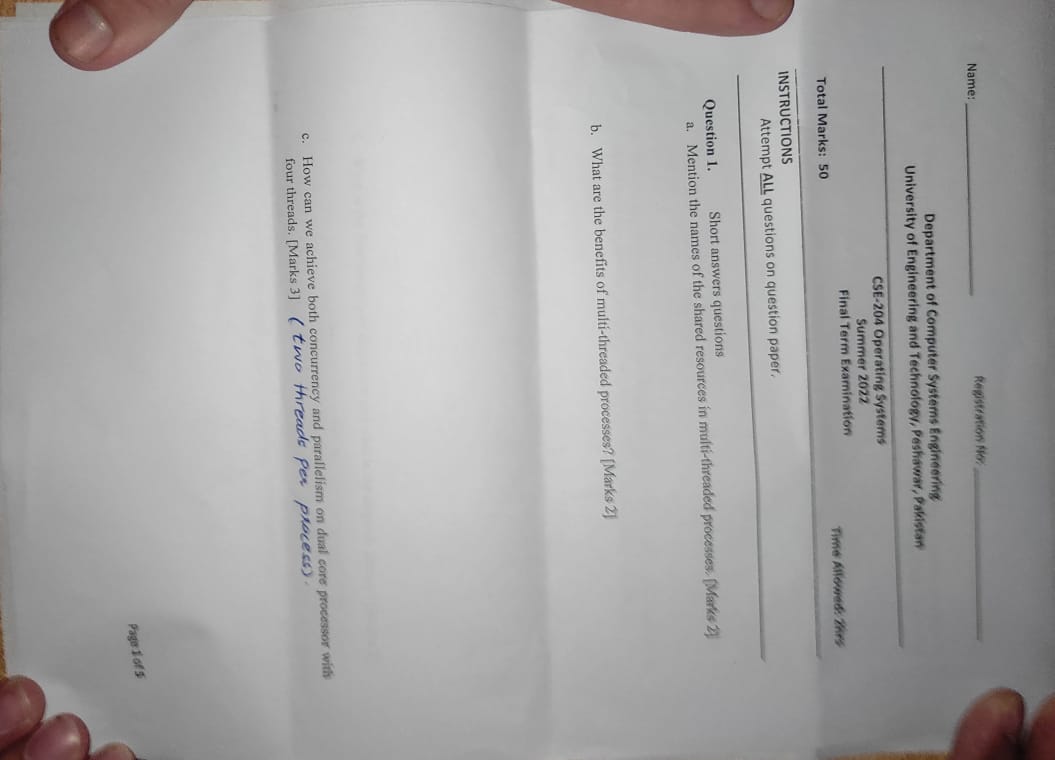 Name: ____________ Registration No: ____________
Department of Computer Systems Engineering
University of Engineering and Technology, Peshawar, Pakistan
CSE-204 Operating Systems
Summer 2022
Final Term Examination
Time Allowed: 2hrs
Total Marks: 50
INSTRUCTIONS
Attempt ALL questions on question paper.
Question 1. Short answers questions
a. Mention the names of the shared resources in multi-threaded processes. [Marks 2]
b. What are the benefits of multi-threaded processes? [Marks 2]
c. How can we achieve both concurrency and parallelism on dual core processor with
four threads. [Marks 3] (two threads per process).
Page 1 of 5